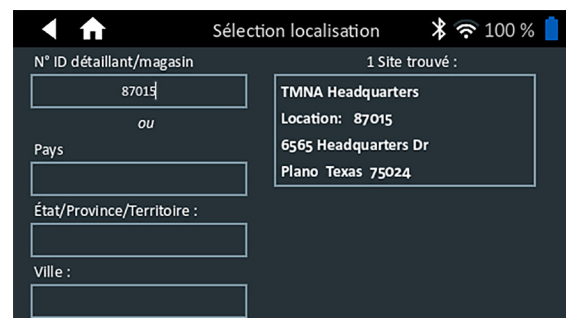 Sélection localisation
100 %
N° ID détaillant/magasin
87015
ou
Pays
État/Province/Territoire :
Ville :
1 Site trouvé :
TMNA Headquarters
Location: 87015
6565 Headquarters Dr
Plano Texas 75024